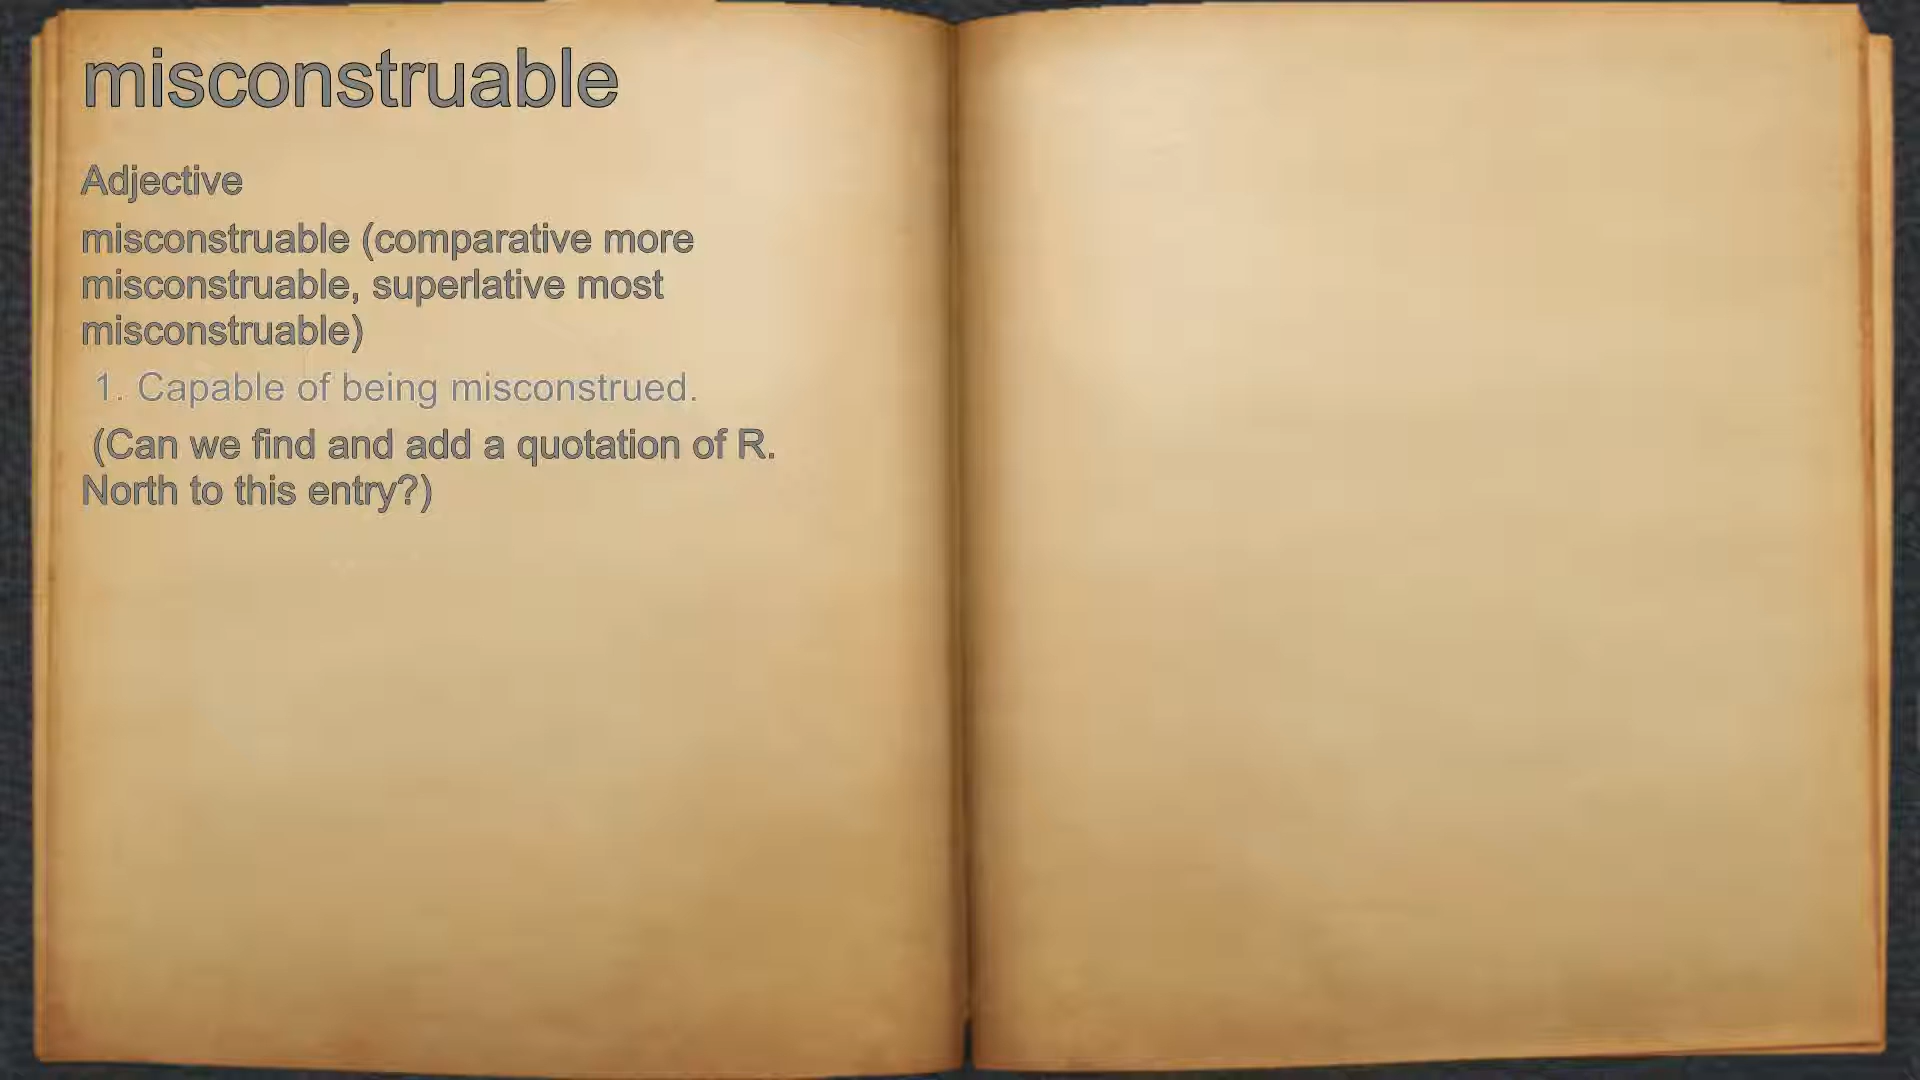 misconstruable
Adjective
misconstruable (comparative more
misconstruable, superlative most
misconstruable)
1. Capable of being misconstrued.
(Can we find and add a quotation of R.
North to this entry?)